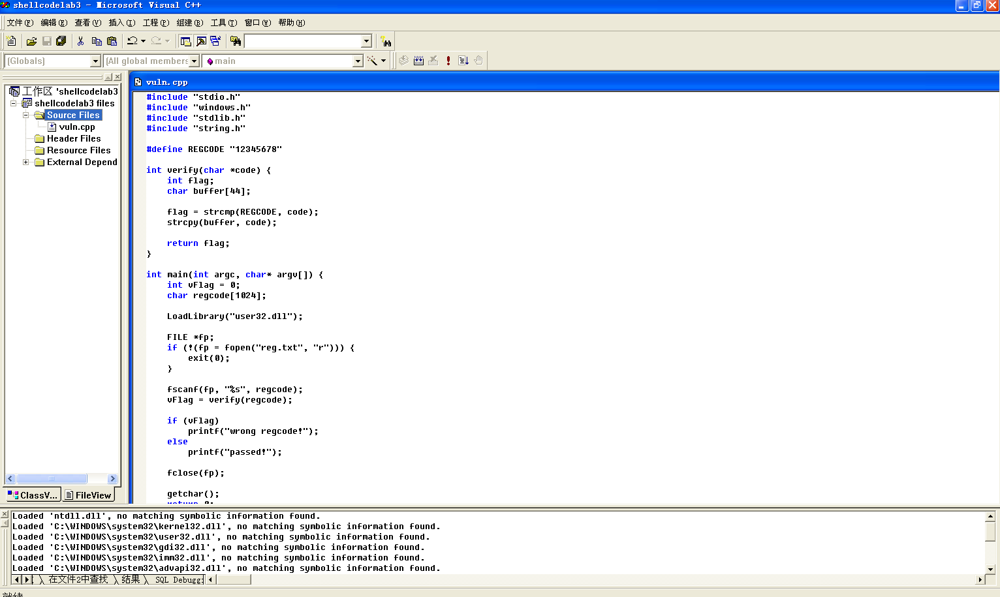 shellcodelab3 - Microsoft Visual C++
文件(F) 编辑(E) 查看(V) 插入(I) 工程(P) 组建(B) 工具(T) 窗口(W) 帮助(H)
(Globals) (All global members main
工作区 'shellcodelab3
shellcodelab3 files
Source Files
vuln.cpp
Header Files
Resource Files
External Depend
ClassV... FileView
vuln.cpp
#include "stdio.h"
#include "windows.h"
#include "stdlib.h"
#include "string.h"
#define REGCODE "12345678"
int verify(char *code) {
int flag;
char buffer[44];
flag = strcmp(REGCODE, code);
strcpy(buffer, code);
return flag;
}
int main(int argc, char* argv[]) {
int vFlag = 0;
char regcode[1024];
LoadLibrary("user32.dll");
FILE *fp;
if (!(fp = fopen("reg.txt", "r"))) {
exit(0);
}
fscanf(fp, "%s", regcode);
vFlag = verify(regcode);
if (vFlag)
printf("wrong regcode!");
else
printf("passed!");
fclose(fp);
getchar();
return 0;
Loaded 'ntdll.dll', no matching symbolic information found.
Loaded 'C:\WINDOWS\system32\kernel32.dll', no matching symbolic information found.
Loaded 'C:\WINDOWS\system32\user32.dll', no matching symbolic information found.
Loaded 'C:\WINDOWS\system32\gdi32.dll', no matching symbolic information found.
Loaded 'C:\WINDOWS\system32\imm32.dll', no matching symbolic information found.
Loaded 'C:\WINDOWS\system32\advapi32.dll', no matching symbolic information found.
在文件2中查找 结果 SQL Debugg
就绪